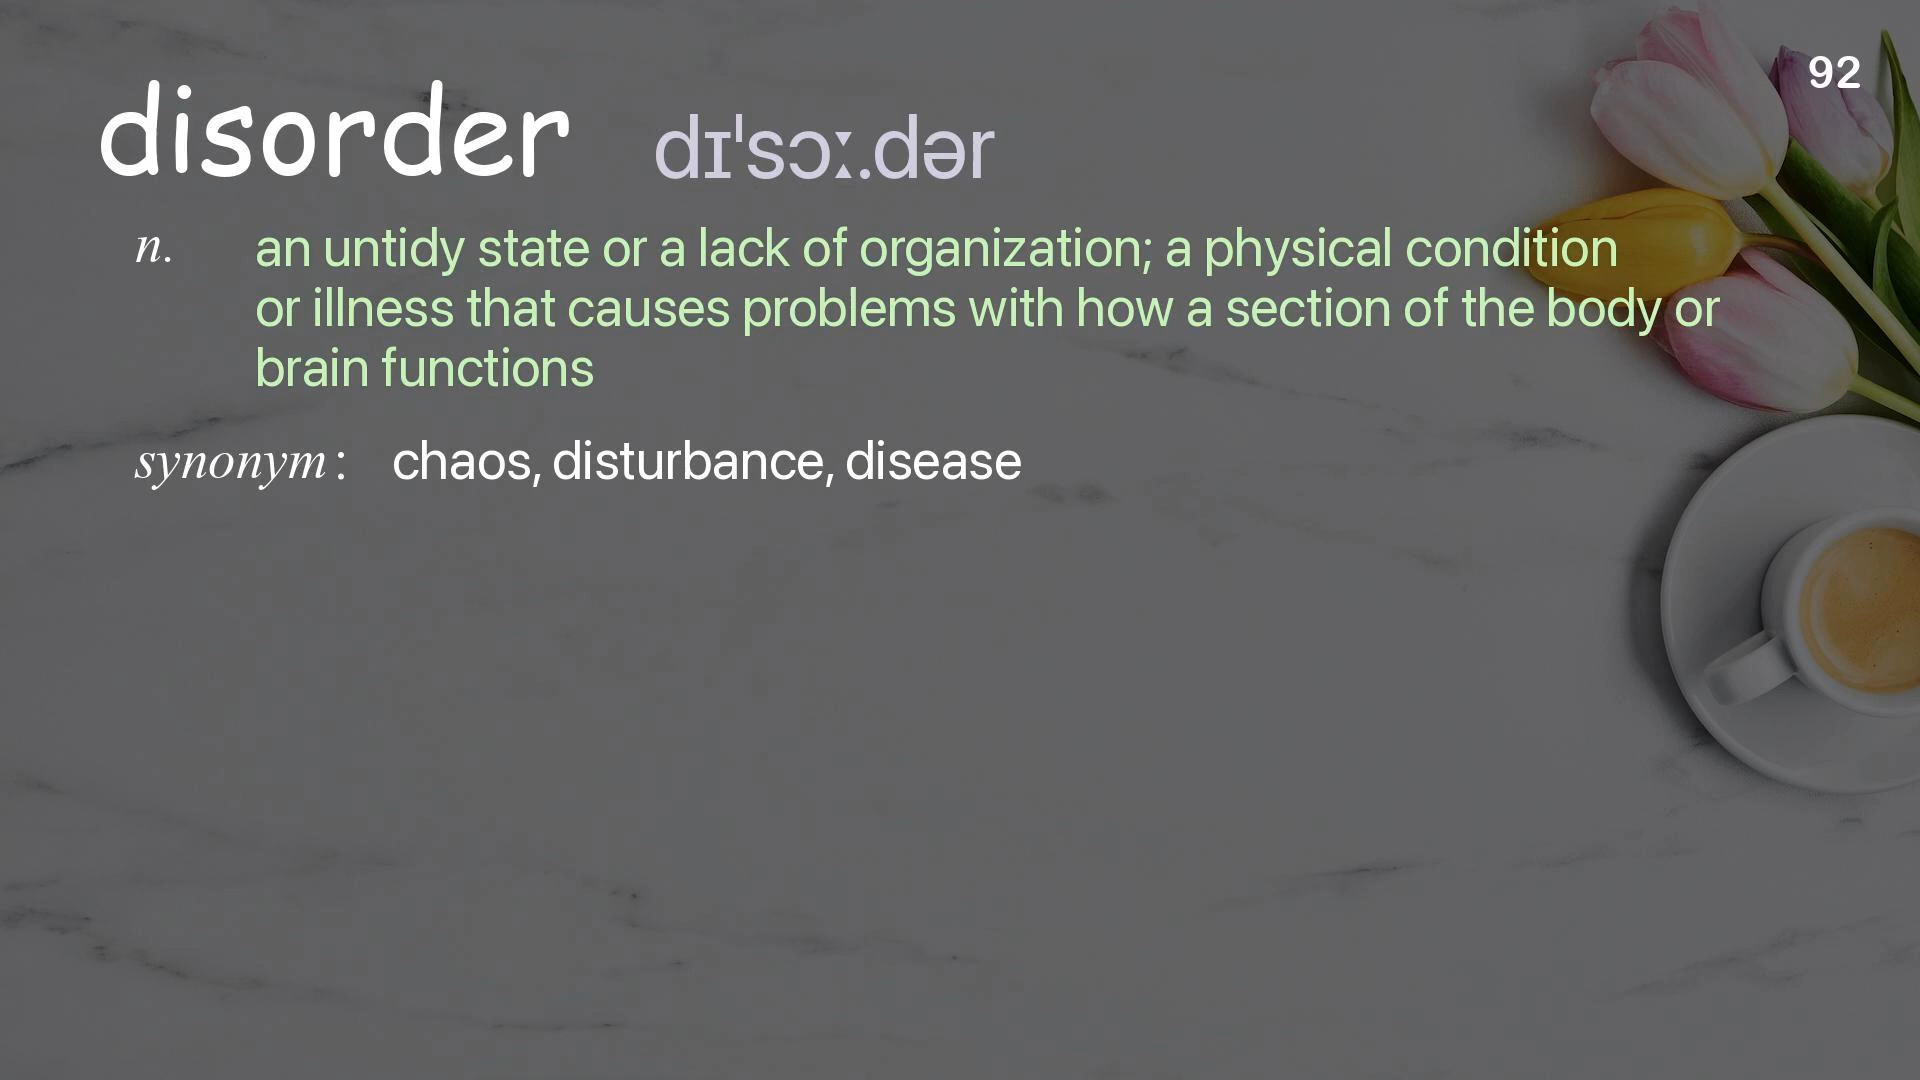 92
disorder dɪˈsɔː.dər
n. an untidy state or a lack of organization; a physical condition
or illness that causes problems with how a section of the body or
brain functions
synonym : chaos, disturbance, disease